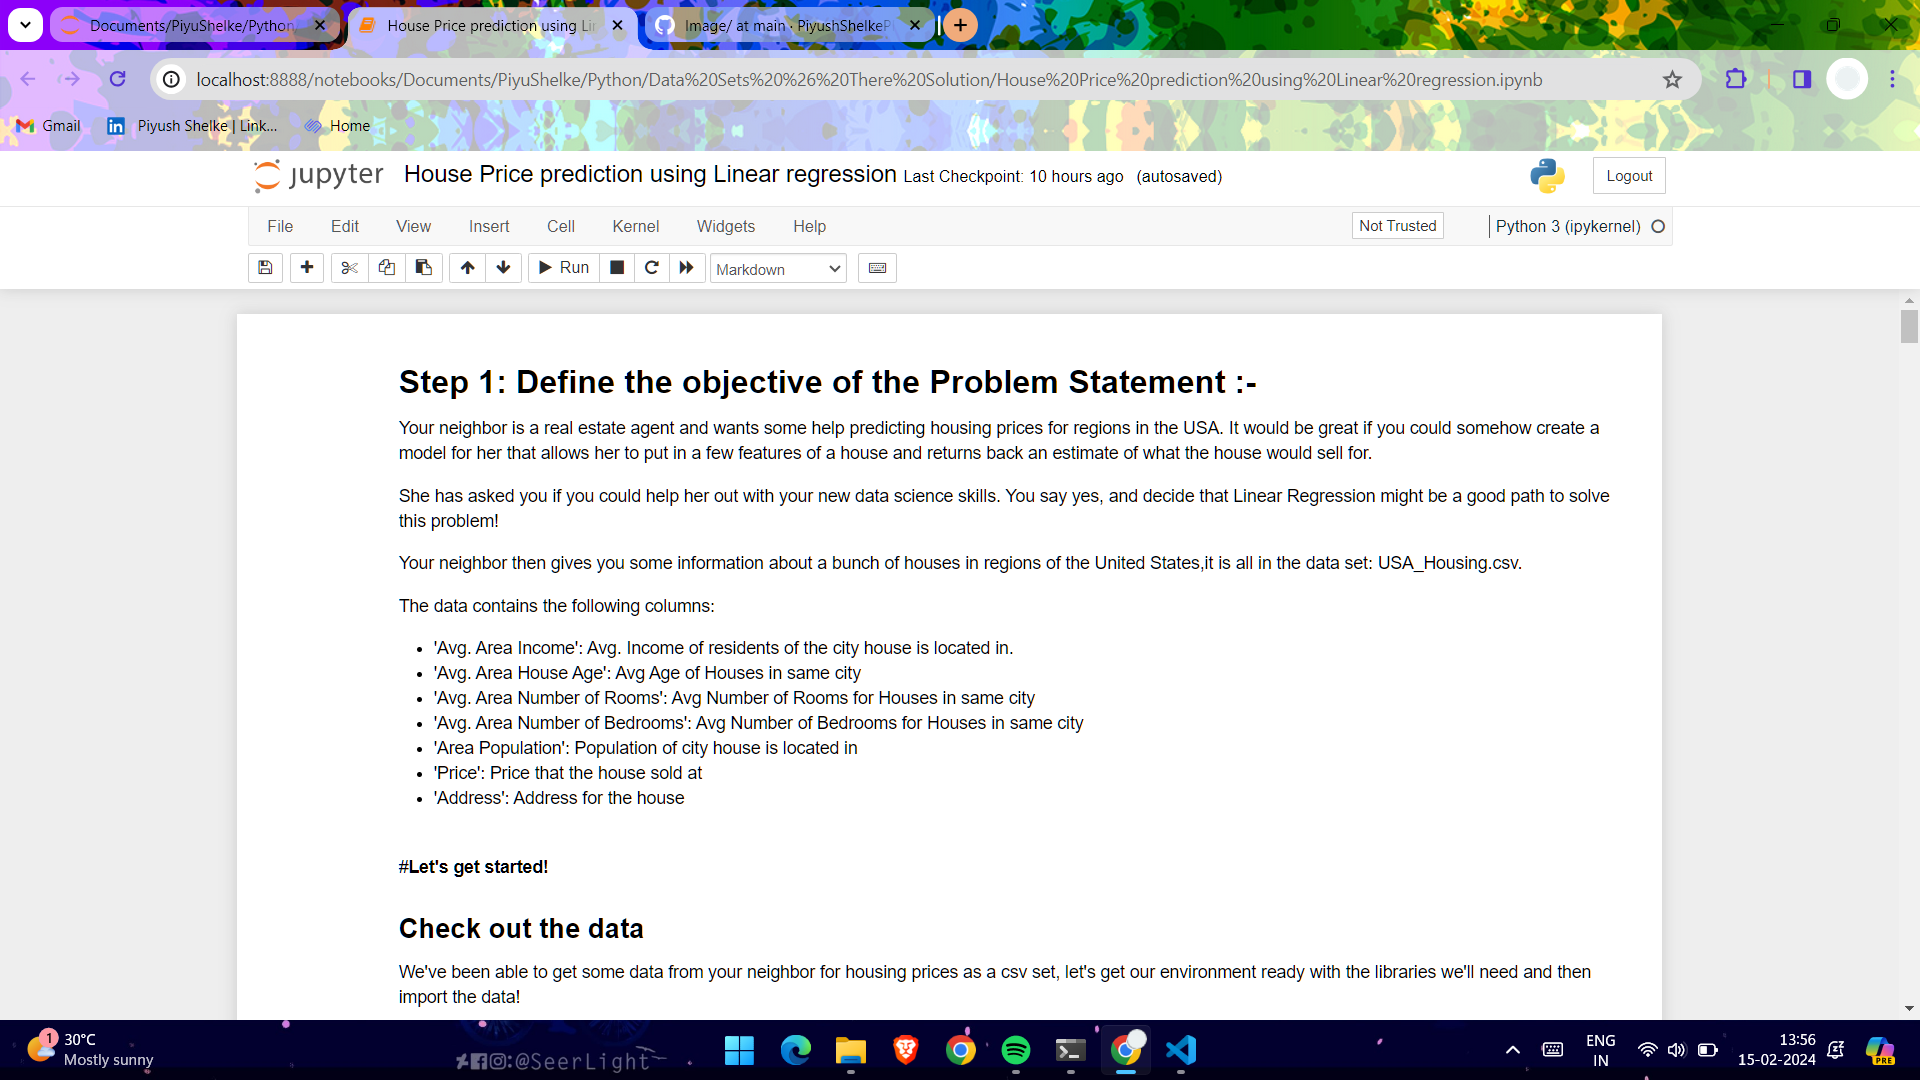 Documents/PiyuShelke/Python/
House Price prediction using Lin
Image/ at main · PiyushShelkeP
localhost:8888/notebooks/Documents/PiyuShelke/Python/Data%20Sets%20%26%20There%20Solution/House%20Price%20prediction%20using%20Linear%20regression.ipynb
Gmail
Piyush Shelke | Link...
Home
jupyter House Price prediction using Linear regression Last Checkpoint: 10 hours ago (autosaved)
Logout
File Edit View Insert Cell Kernel Widgets Help
Not Trusted
Python 3 (ipykernel)
Run
Markdown
Step 1: Define the objective of the Problem Statement :-
Your neighbor is a real estate agent and wants some help predicting housing prices for regions in the USA. It would be great if you could somehow create a
model for her that allows her to put in a few features of a house and returns back an estimate of what the house would sell for.
She has asked you if you could help her out with your new data science skills. You say yes, and decide that Linear Regression might be a good path to solve
this problem!
Your neighbor then gives you some information about a bunch of houses in regions of the United States,it is all in the data set: USA_Housing.csv.
The data contains the following columns:
• 'Avg. Area Income': Avg. Income of residents of the city house is located in.
• 'Avg. Area House Age': Avg Age of Houses in same city
• 'Avg. Area Number of Rooms': Avg Number of Rooms for Houses in same city
• 'Avg. Area Number of Bedrooms': Avg Number of Bedrooms for Houses in same city
• 'Area Population': Population of city house is located in
• 'Price': Price that the house sold at
• 'Address': Address for the house
#Let's get started!
Check out the data
We've been able to get some data from your neighbor for housing prices as a csv set, let's get our environment ready with the libraries we'll need and then
import the data!
1
30°C
Mostly sunny
:@SeerLight
ENG
IN
13:56
15-02-2024
PRE